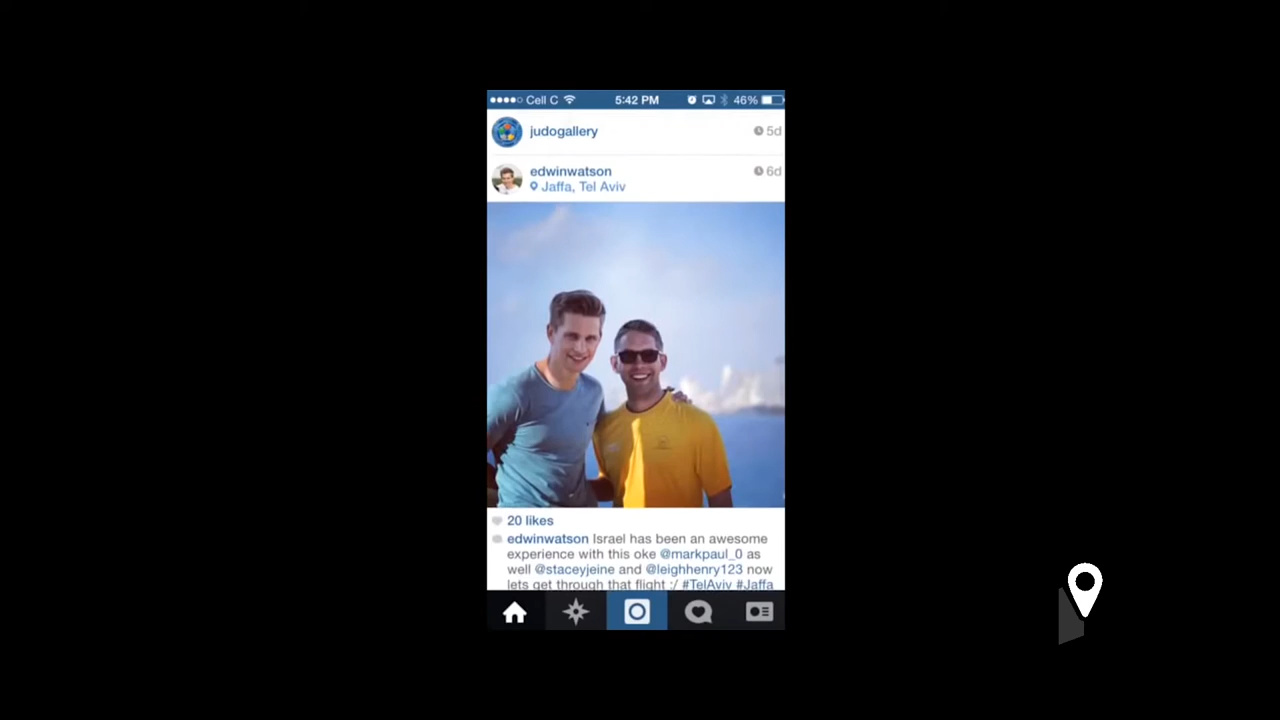 Cell C 5:42 PM 46%
judogallery 5d
edwinwatson 6d
Jaffa, Tel Aviv
20 likes
edwinwatson Israel has been an awesome
experience with this oke @markpaul_0 as
well @staceyjeine and @leighhenry123 now
lets get through that flight :/ #TelAviv #Jaffa